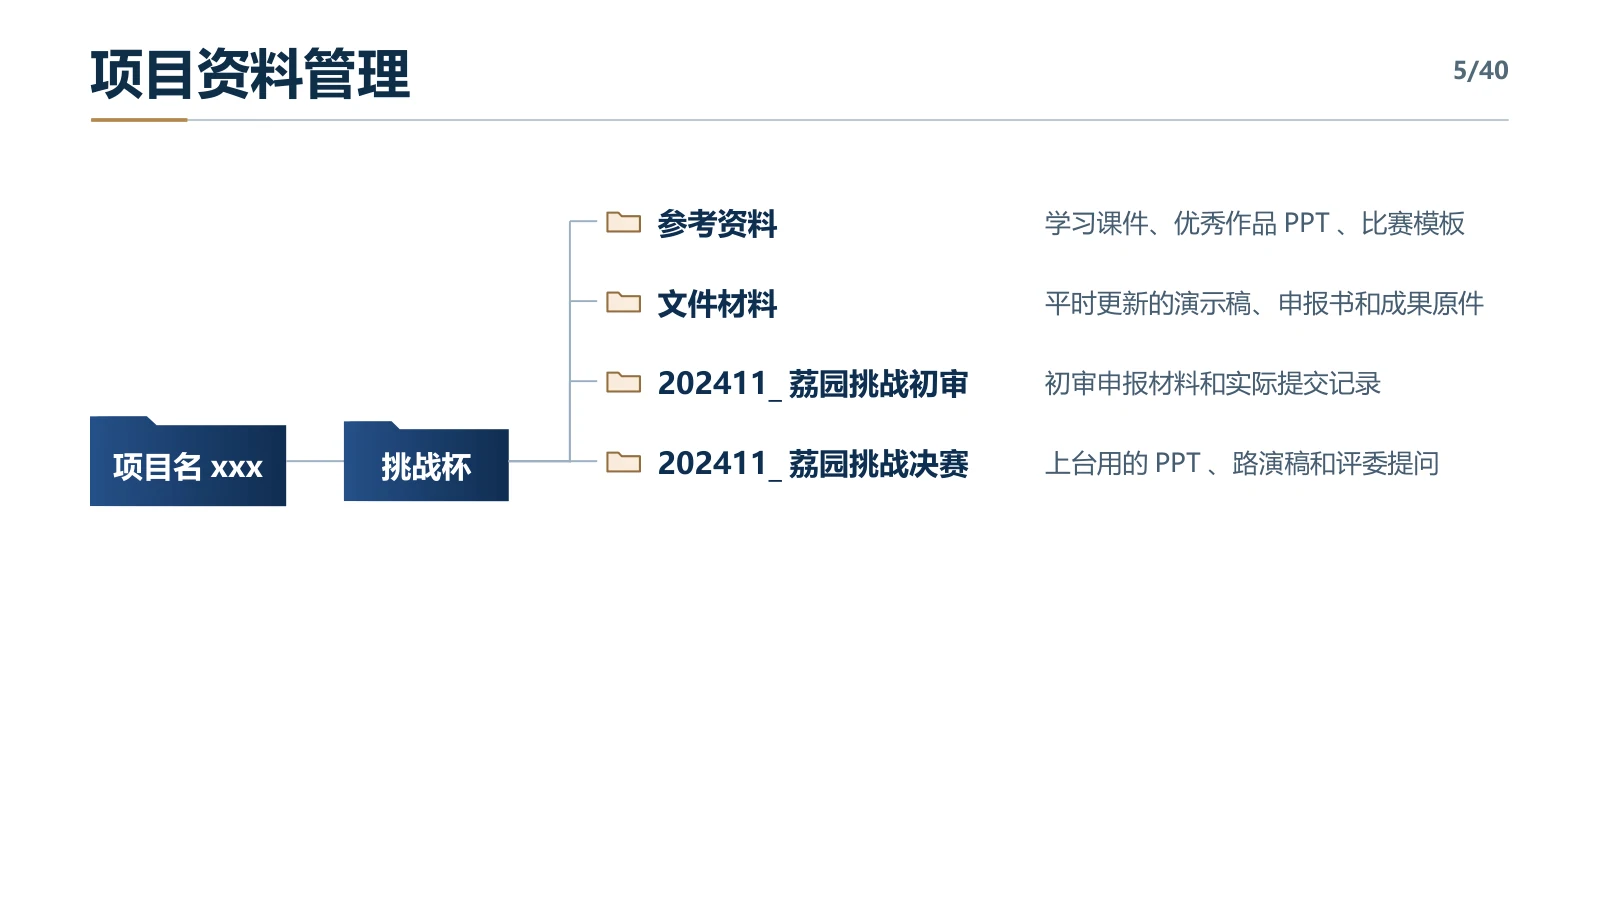 项目资料管理
5/40
参考资料 学习课件、优秀作品 PPT 、比赛模板
文件材料 平时更新的演示稿、申报书和成果原件
202411_ 荔园挑战初审 初审申报材料和实际提交记录
项目名 xxx 挑战杯 202411_ 荔园挑战决赛 上台用的 PPT 、路演稿和评委提问